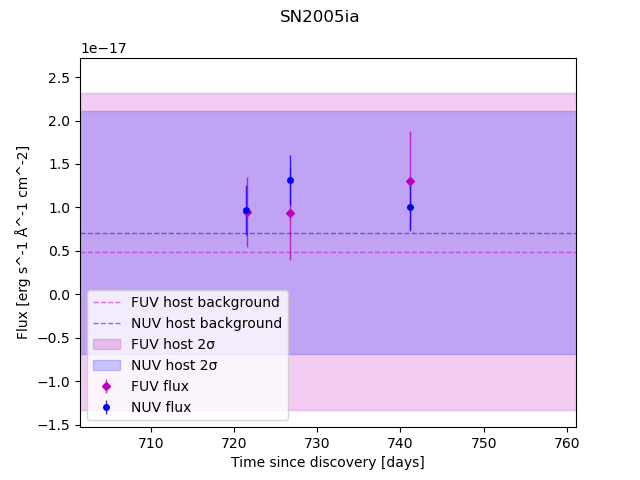 SN2005ia
1e−17
2.5
2.0
1.5
1.0
0.5
0.0
−0.5
−1.0
−1.5
Flux [erg s^-1 Å^-1 cm^-2]
FUV host background
NUV host background
FUV host 2σ
NUV host 2σ
FUV flux
NUV flux
710 720 730 740 750 760
Time since discovery [days]